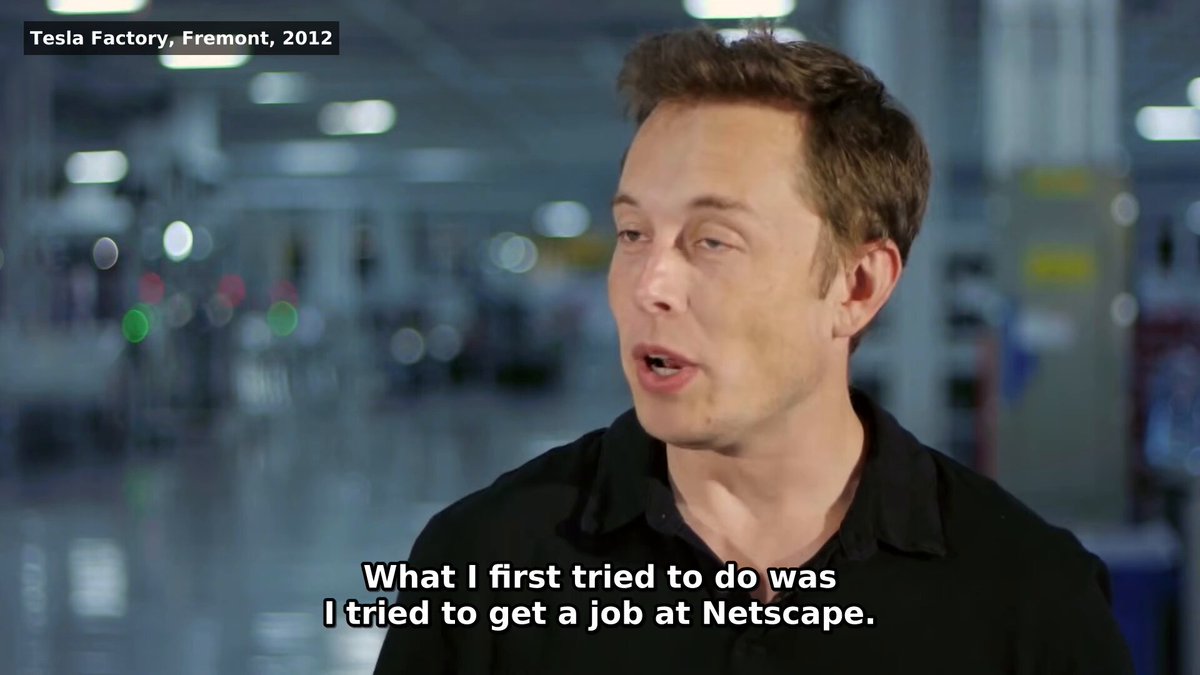 Tesla Factory, Fremont, 2012
What I first tried to do was
I tried to get a job at Netscape.